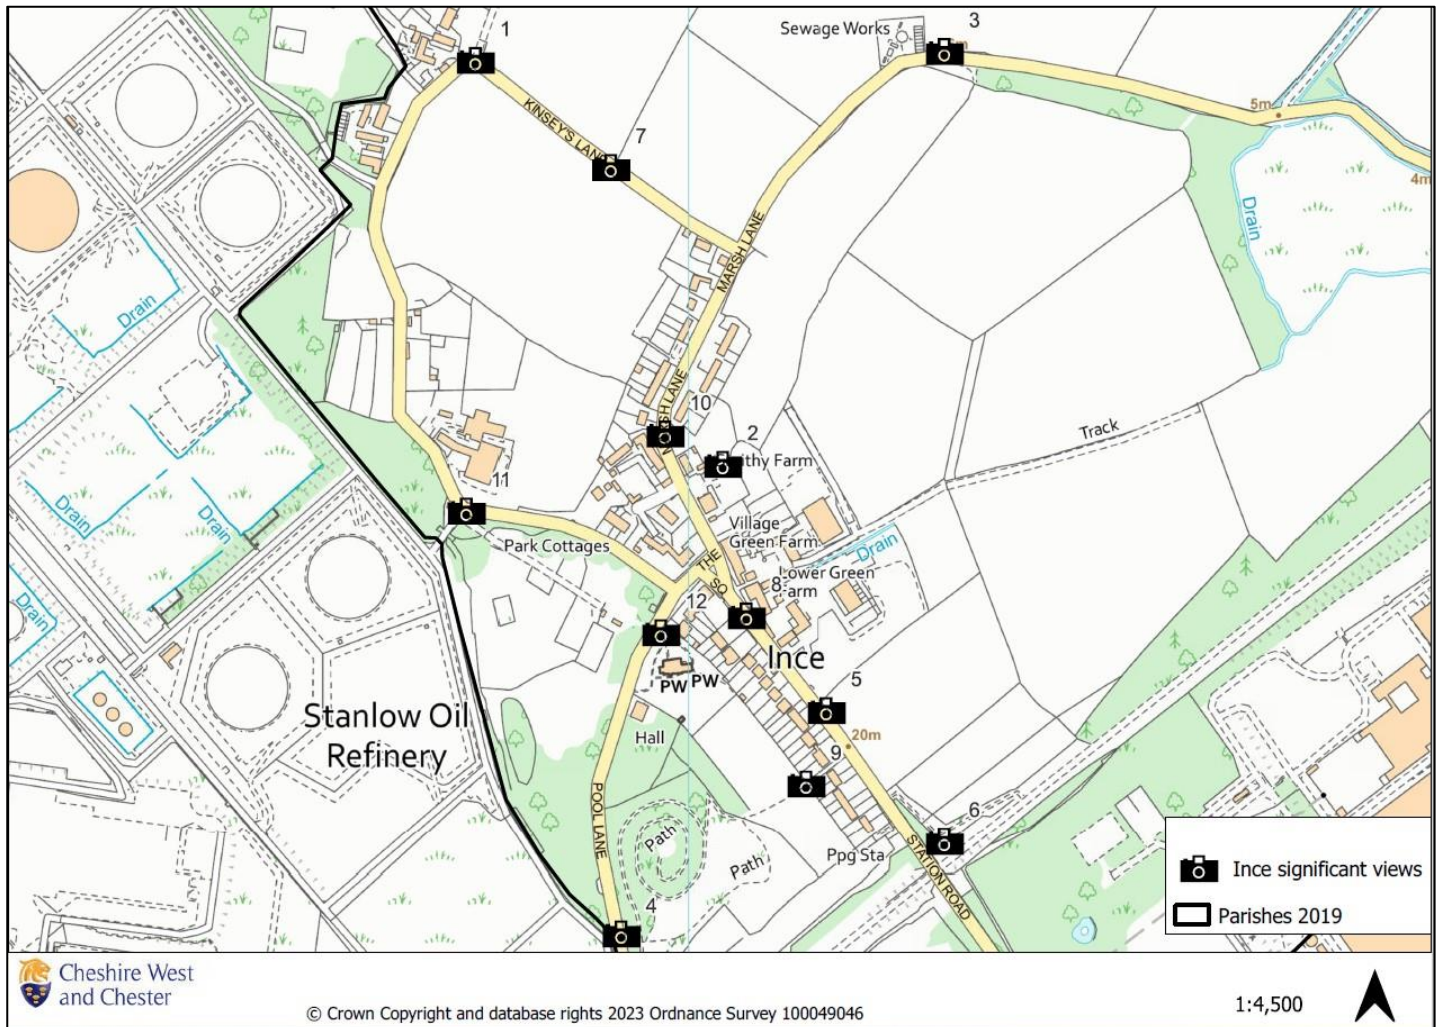 1
3
Sewage Works
KINSEY'S LANE
7
5m
4m
Drain
MARSH LANE
Drain
10
2
ithy Farm
Track
11
Village
Green Farm
Park Cottages
Drain
Drain
Drain
THE
SQ
Lower Green
arm
8
Drain
12
Ince
PW PW
5
Stanlow Oil
Refinery
20m
Hall
9
POOL LANE
6
Path
Path
Ppg Sta
STATION ROAD
4
Ince significant views
Parishes 2019
Cheshire West
and Chester
© Crown Copyright and database rights 2023 Ordnance Survey 100049046
1:4,500